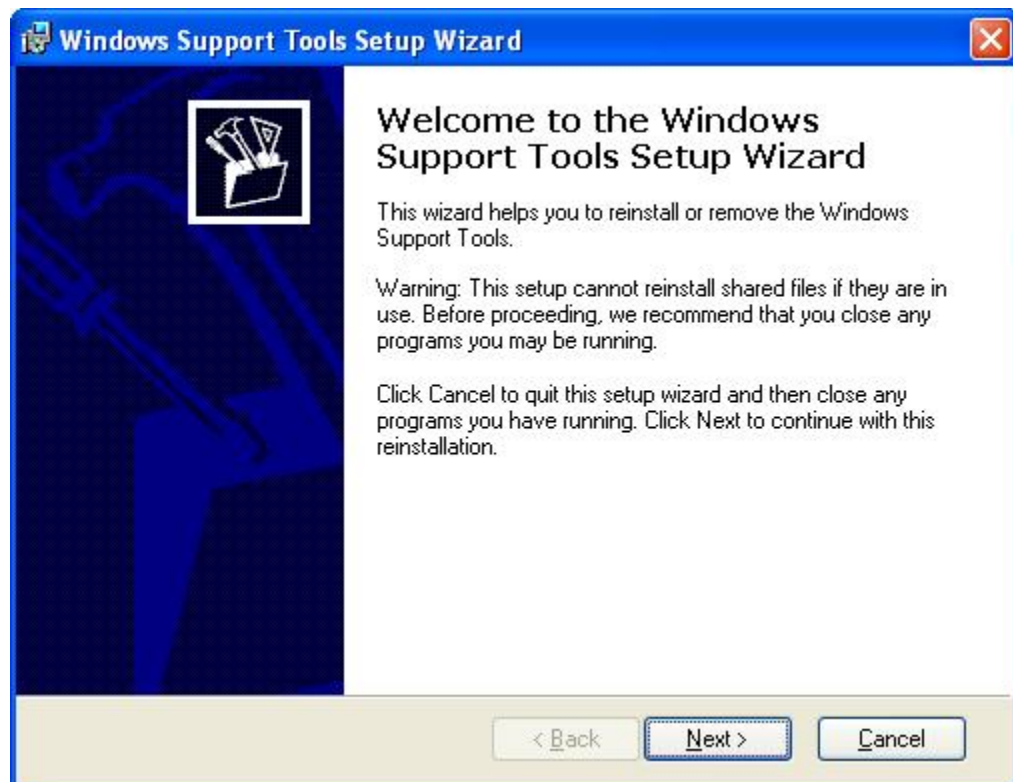 Windows Support Tools Setup Wizard
Welcome to the Windows
Support Tools Setup Wizard
This wizard helps you to reinstall or remove the Windows
Support Tools.
Warning: This setup cannot reinstall shared files if they are in
use. Before proceeding, we recommend that you close any
programs you may be running.
Click Cancel to quit this setup wizard and then close any
programs you have running. Click Next to continue with this
reinstallation.
< Back Next > Cancel